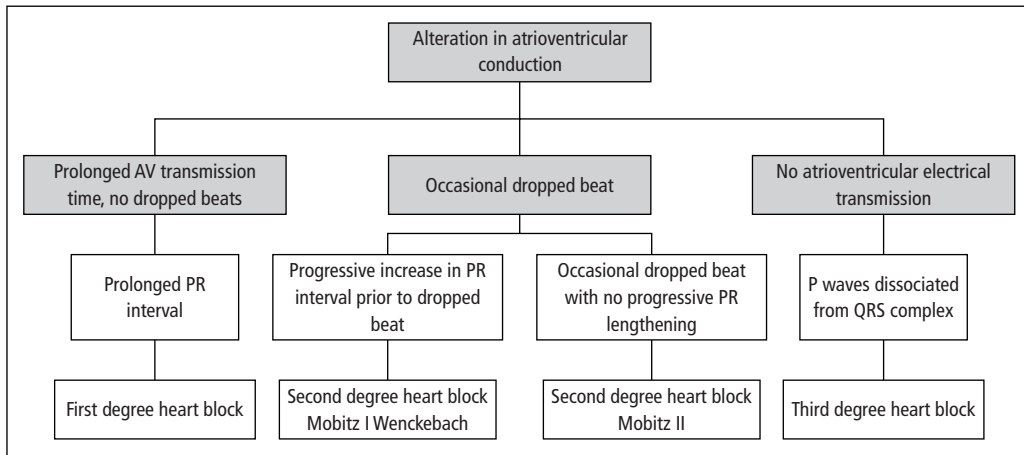 Alteration in atrioventricular
conduction
Prolonged AV transmission
time, no dropped beats
Occasional dropped beat
No atrioventricular electrical
transmission
Prolonged PR
interval
Progressive increase in PR
interval prior to dropped
beat
Occasional dropped beat
with no progressive PR
lengthening
P waves dissociated
from QRS complex
First degree heart block
Second degree heart block
Mobitz I Wenckebach
Second degree heart block
Mobitz II
Third degree heart block